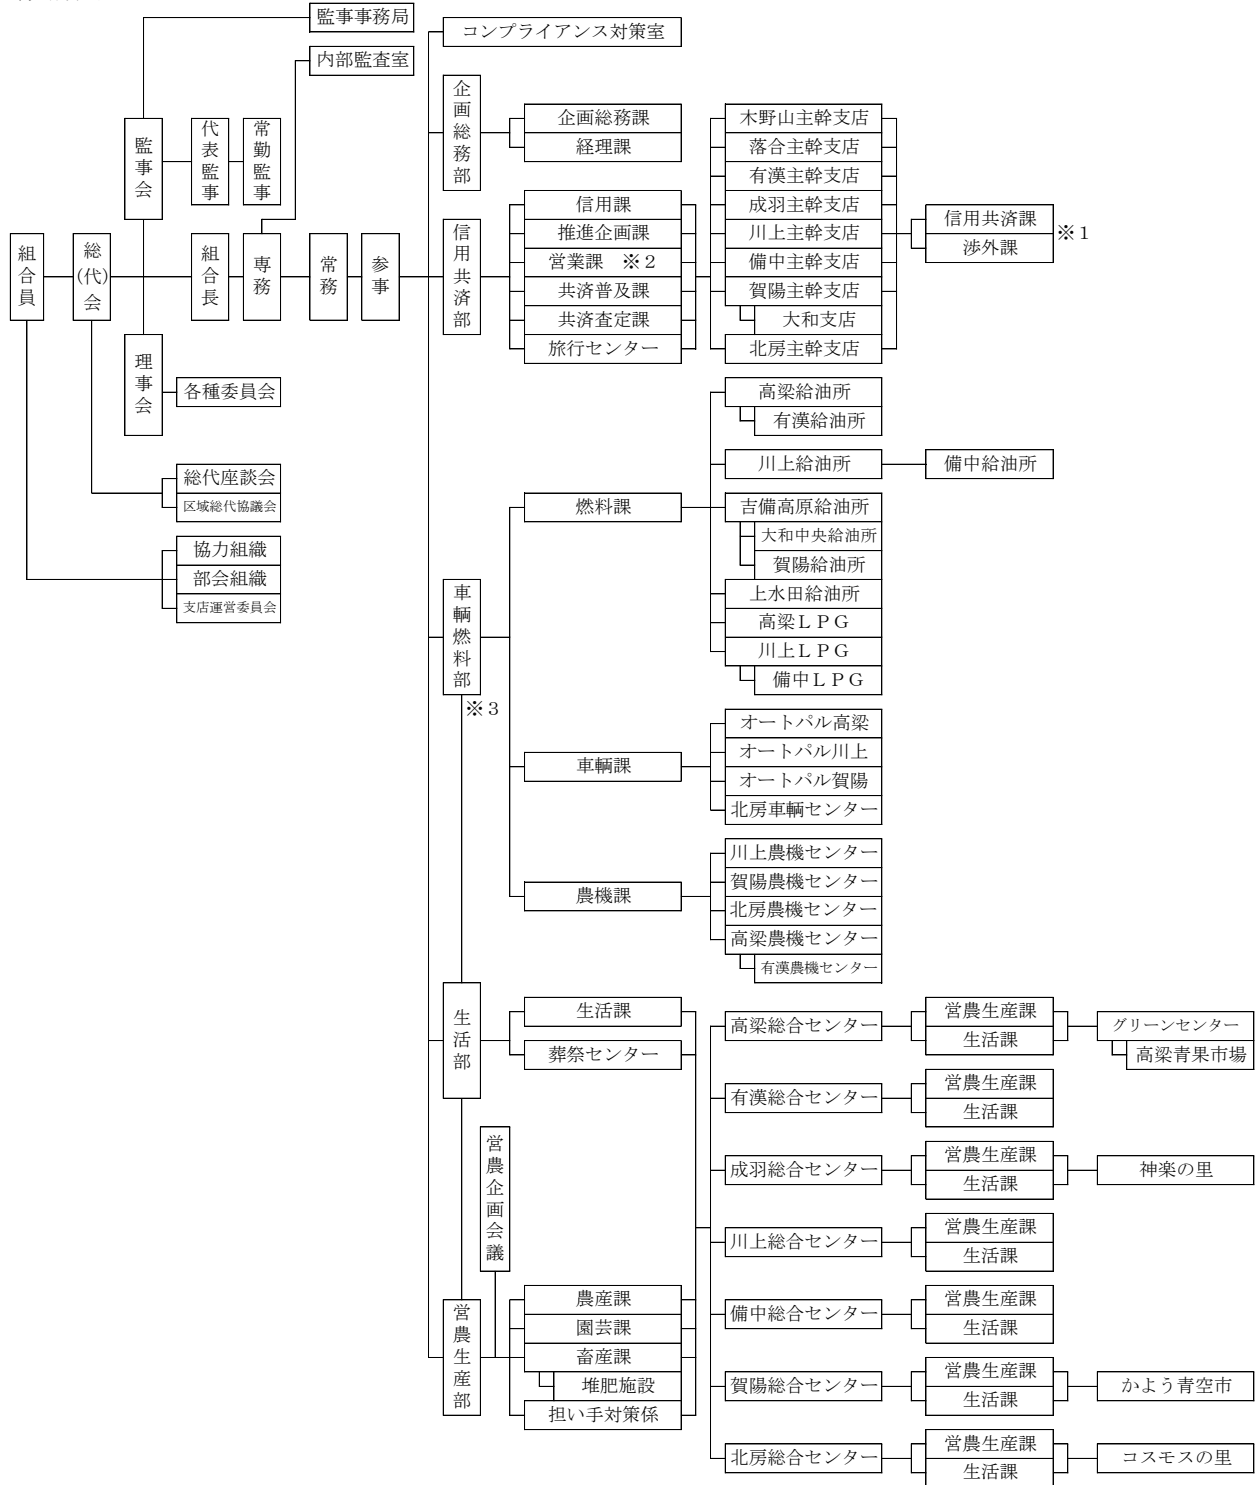 監事事務局
内部監査室
監事会
代表監事
常勤監事
組合員
総(代)会
組合長
専務
常務
参事
理事会
各種委員会
総代座談会
区域総代協議会
協力組織
部会組織
支店運営委員会
コンプライアンス対策室
企画総務部
企画総務課
経理課
信用共済部
信用課
推進企画課
営業課 ※2
共済普及課
共済査定課
旅行センター
木野山主幹支店
落合主幹支店
有漢主幹支店
成羽主幹支店
川上主幹支店
備中主幹支店
賀陽主幹支店
大和支店
北房主幹支店
信用共済課
渉外課
※1
車輌燃料部
※3
燃料課
高梁給油所
有漢給油所
川上給油所
備中給油所
吉備高原給油所
大和中央給油所
賀陽給油所
上水田給油所
高梁LPG
川上LPG
備中LPG
車輌課
オートパル高梁
オートパル川上
オートパル賀陽
北房車輌センター
農機課
川上農機センター
賀陽農機センター
北房農機センター
高梁農機センター
有漢農機センター
生活部
生活課
葬祭センター
営農企画会議
営農生産部
農産課
園芸課
畜産課
堆肥施設
担い手対策係
高梁総合センター
営農生産課
生活課
グリーンセンター
高梁青果市場
有漢総合センター
営農生産課
生活課
成羽総合センター
営農生産課
生活課
神楽の里
川上総合センター
営農生産課
生活課
備中総合センター
営農生産課
生活課
賀陽総合センター
営農生産課
生活課
かよう青空市
北房総合センター
営農生産課
生活課
コスモスの里